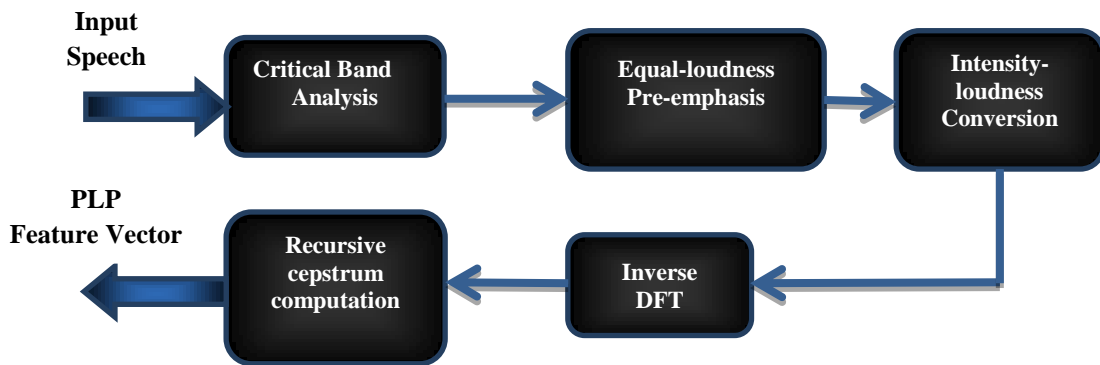 Input
Speech
Critical Band
Analysis
Equal-loudness
Pre-emphasis
Intensity-
loudness
Conversion
PLP
Feature Vector
Recursive
cepstrum
computation
Inverse
DFT